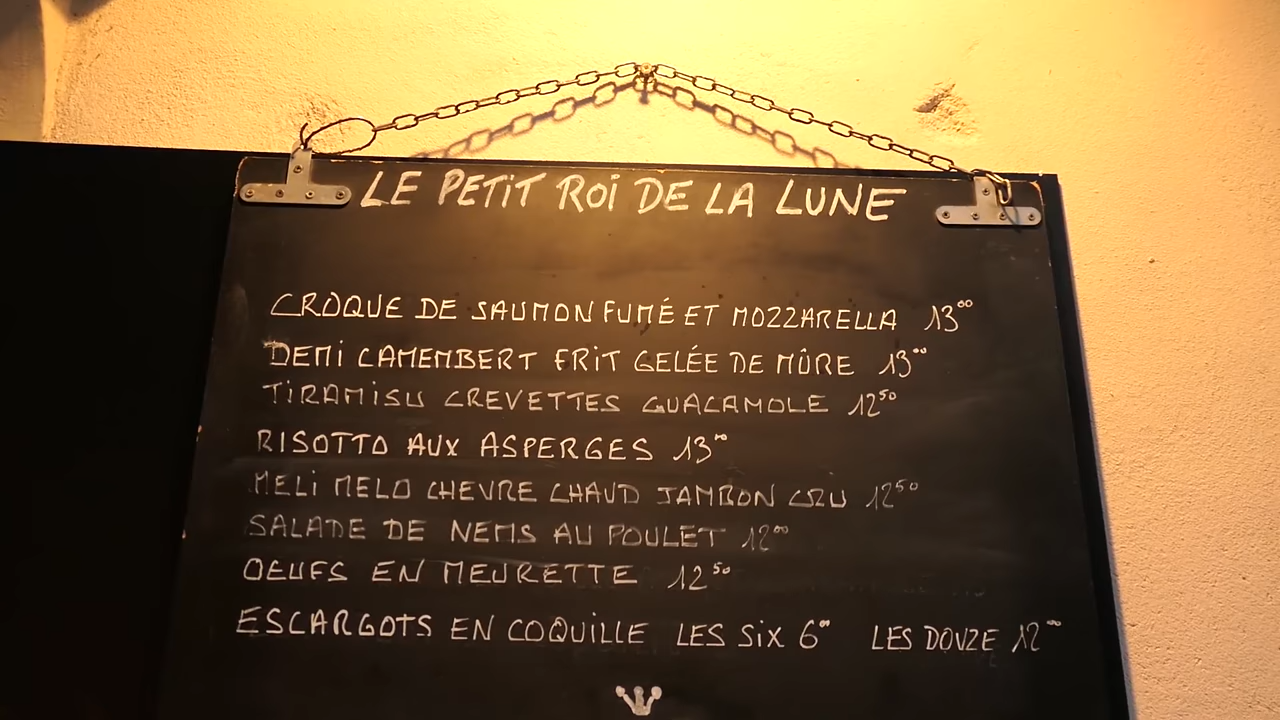 LE PETIT ROI DE LA LUNE
CROQUE DE SAUMON FUMÉ ET MOZZARELLA 13°°
DEMI CAMEMBERT FRIT GELÉE DE MÛRE 13°°
TIRAMISU CREVETTES GUACAMOLE 12⁵⁰
RISOTTO AUX ASPERGES 13°°
MELI MELO CHEVRE CHAUD JAMBON CRU 12⁵⁰
SALADE DE NEMS AU POULET 12°°
OEUFS EN MEURETTE 12⁵⁰
ESCARGOTS EN COQUILLE LES SIX 6°° LES DOUZE 12°°